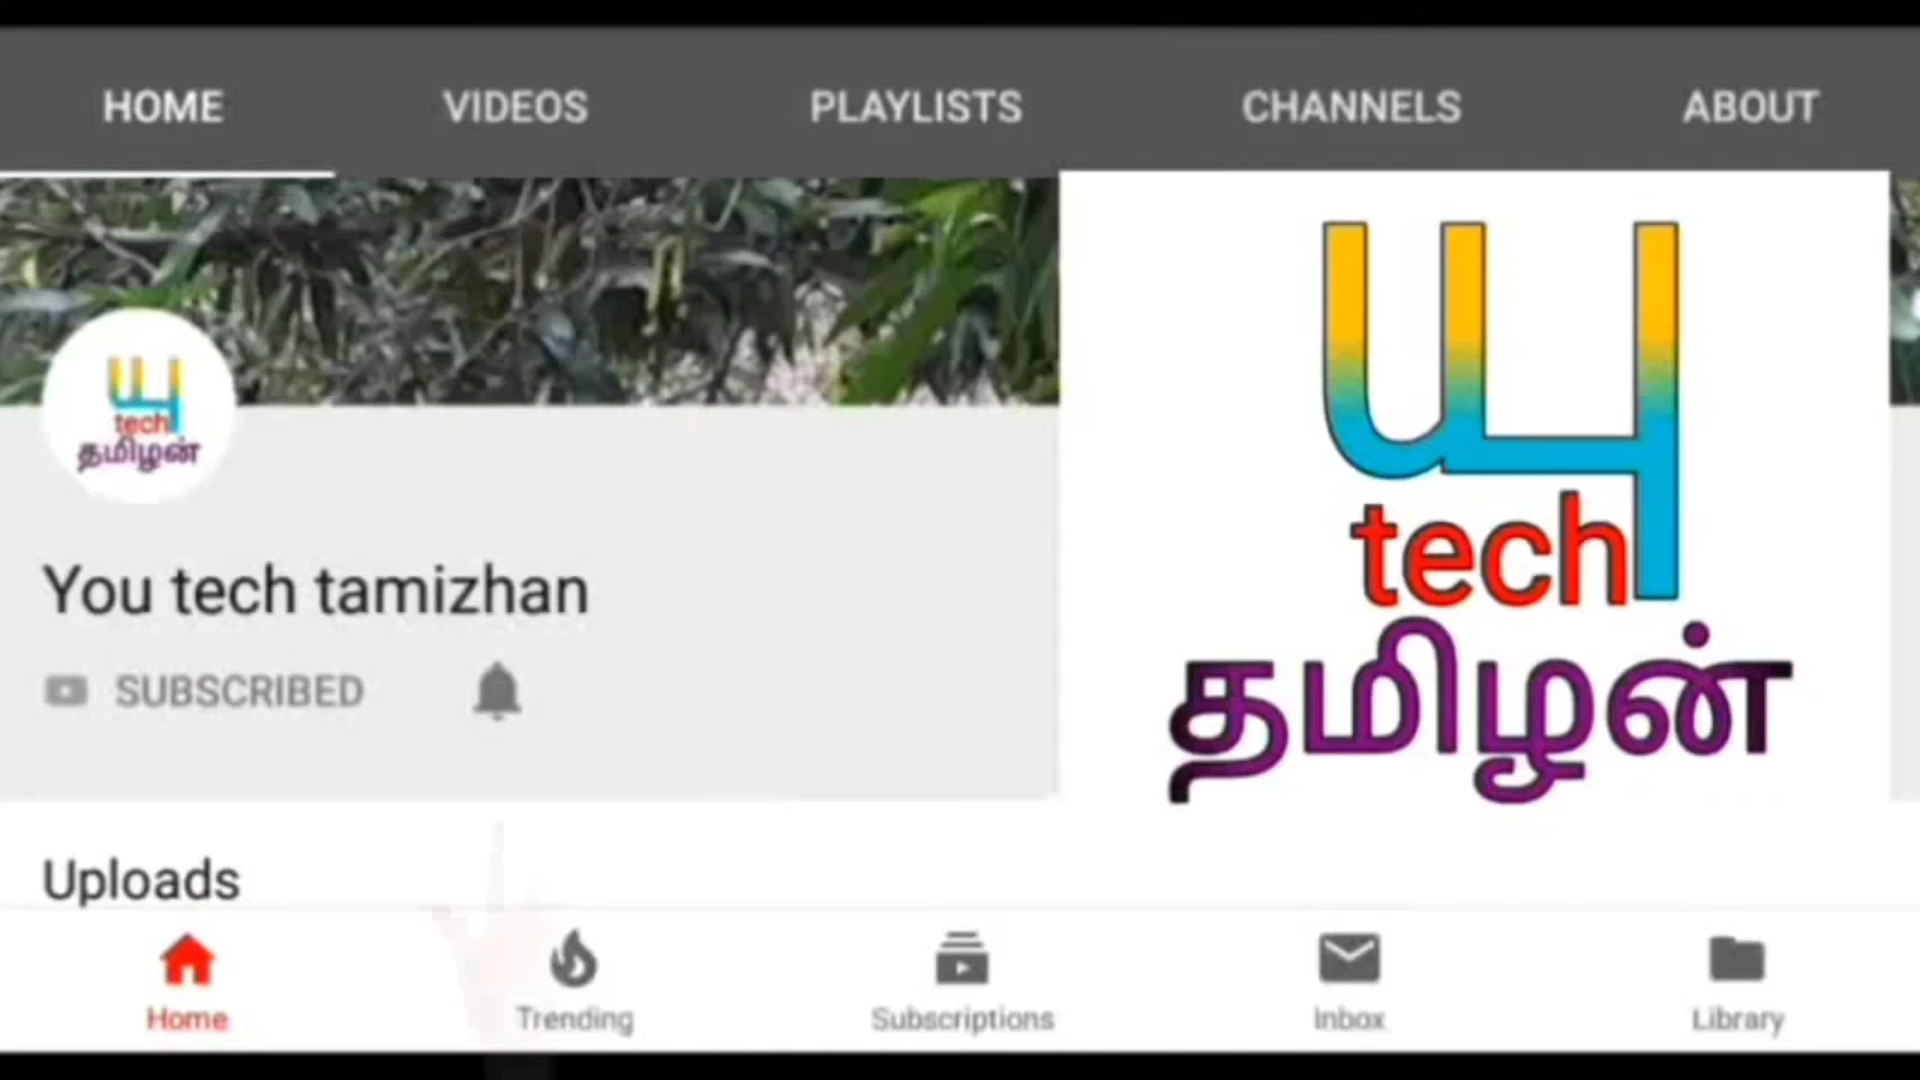 HOME VIDEOS PLAYLISTS CHANNELS ABOUT
யு
tech
தமிழன்
யு
tech
தமிழன்
You tech tamizhan
SUBSCRIBED
Uploads
Home Trending Subscriptions Inbox Library